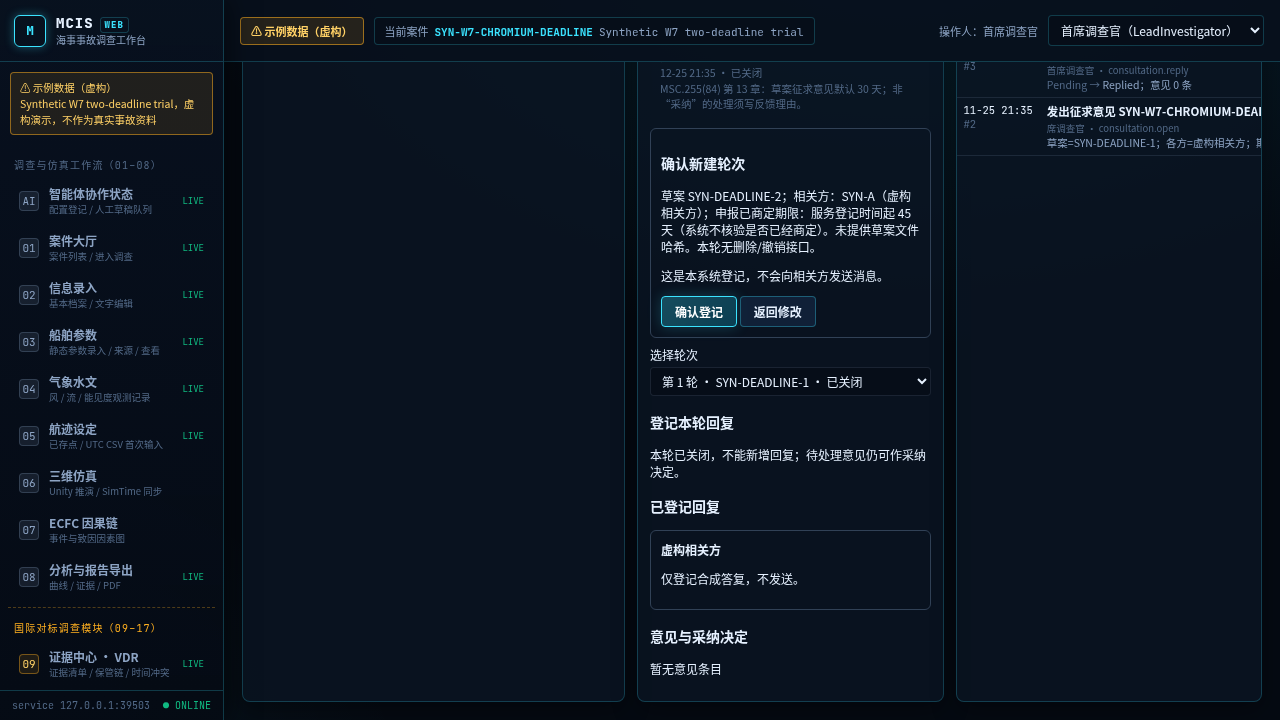 M
MCIS WEB
海事事故调查工作台
⚠ 示例数据（虚构）
当前案件 SYN-W7-CHROMIUM-DEADLINE Synthetic W7 two-deadline trial
操作人：首席调查官
首席调查官（LeadInvestigator）
⚠ 示例数据（虚构）
Synthetic W7 two-deadline trial，虚
构演示，不作为真实事故资料
调查与仿真工作流（01-08）
AI 智能体协作状态 LIVE
配置登记 / 人工草稿队列
01 案件大厅 LIVE
案件列表 / 进入调查
02 信息录入 LIVE
基本档案 / 文字编辑
03 船舶参数 LIVE
静态参数录入 / 来源 / 查看
04 气象水文 LIVE
风 / 流 / 能见度观测记录
05 航迹设定 LIVE
已存点 / UTC CSV 首次输入
06 三维仿真
Unity 推演 / SimTime 同步
07 ECFC 因果链
事件与致因因素图
08 分析与报告导出 LIVE
曲线 / 证据 / PDF
国际对标调查模块（09-17）
09 证据中心 · VDR LIVE
证据清单 / 保管链 / 时间冲突
service 127.0.0.1:39503 ● ONLINE
12-25 21:35 · 已关闭
MSC.255(84) 第 13 章：草案征求意见默认 30 天；非
“采纳”的处理须写反馈理由。
确认新建轮次
草案 SYN-DEADLINE-2；相关方：SYN-A（虚构
相关方）；申报已商定期限：服务登记时间起 45
天（系统不核验是否已经商定）。未提供草案文件
哈希。本轮无删除/撤销接口。
这是本系统登记，不会向相关方发送消息。
确认登记 返回修改
选择轮次
第 1 轮 · SYN-DEADLINE-1 · 已关闭
登记本轮回复
本轮已关闭，不能新增回复；待处理意见仍可作采纳
决定。
已登记回复
虚构相关方
仅登记合成答复，不发送。
意见与采纳决定
暂无意见条目
#3
首席调查官 · consultation.reply
Pending → Replied；意见 0 条
11-25 21:35 发出征求意见 SYN-W7-CHROMIUM-DEAD
#2
席调查官 · consultation.open
草案=SYN-DEADLINE-1；各方=虚构相关方；